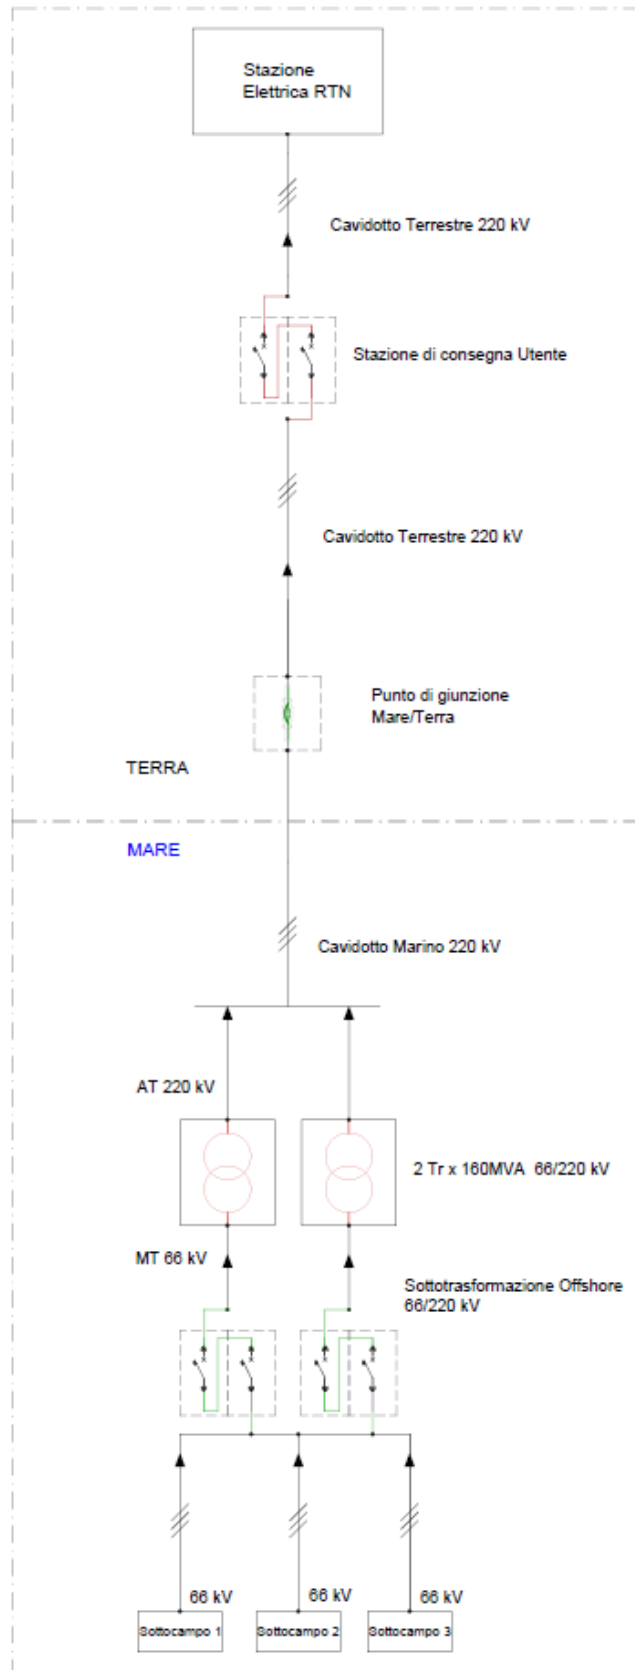 Stazione
Elettrica RTN
Cavidotto Terrestre 220 kV
Stazione di consegna Utente
Cavidotto Terrestre 220 kV
Punto di giunzione
Mare/Terra
TERRA
MARE
Cavidotto Marino 220 kV
AT 220 kV
2 Tr x 160MVA 66/220 kV
MT 66 kV
Sottotrasformazione Offshore
66/220 kV
66 kV
66 kV
66 kV
Sottocampo 1
Sottocampo 2
Sottocampo 3